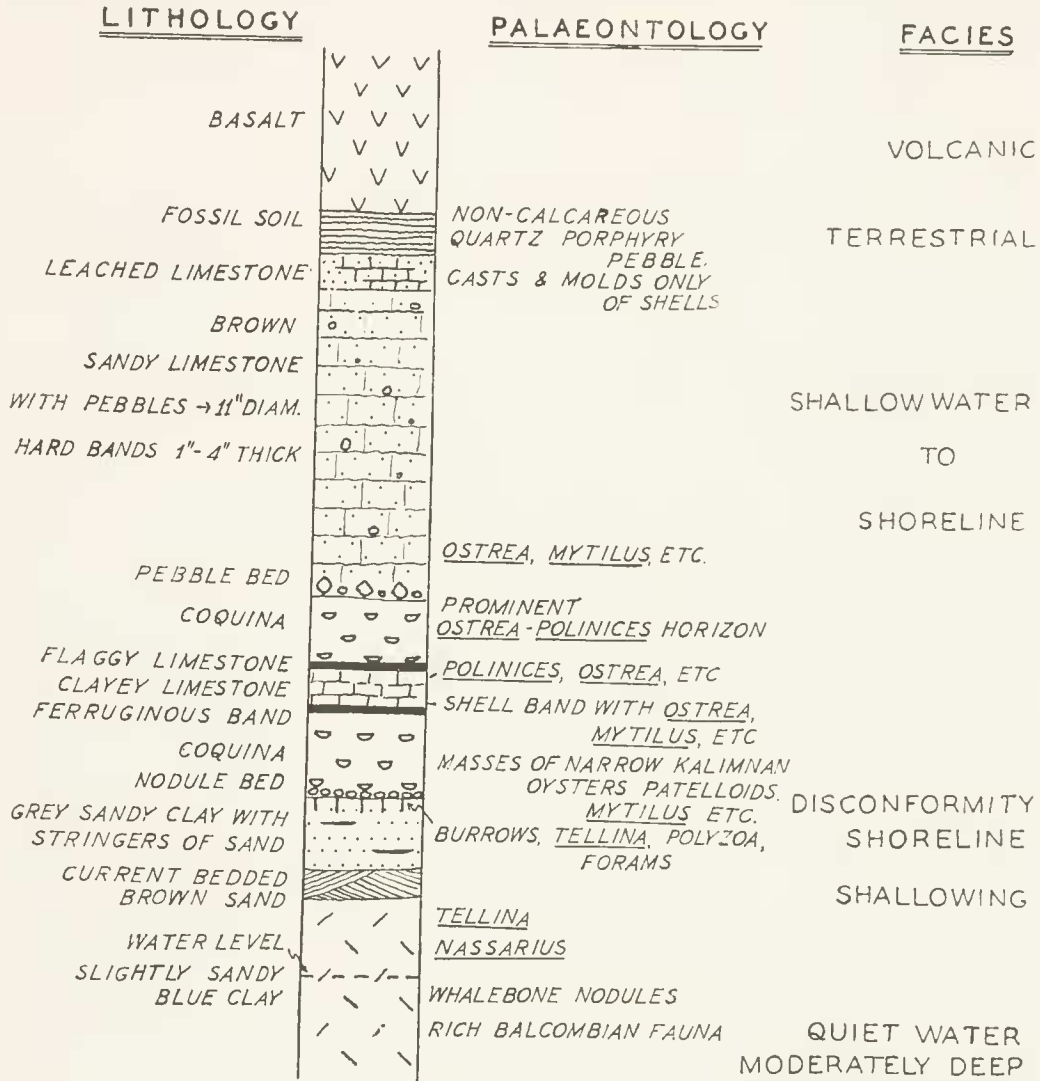 LITHOLOGY
PALAEONTOLOGY
FACIES
BASALT
VOLCANIC
FOSSIL SOIL
NON-CALCAREOUS
QUARTZ PORPHYRY
PEBBLE.
TERRESTRIAL
LEACHED LIMESTONE
CASTS & MOLDS ONLY
OF SHELLS
BROWN
SANDY LIMESTONE
WITH PEBBLES → 11" DIAM.
HARD BANDS 1"-4" THICK
SHALLOW WATER
TO
SHORELINE
OSTREA, MYTILUS, ETC.
PEBBLE BED
COQUINA
PROMINENT
OSTREA-POLINICES HORIZON
FLAGGY LIMESTONE
POLINICES, OSTREA, ETC
CLAYEY LIMESTONE
FERRUGINOUS BAND
SHELL BAND WITH OSTREA,
MYTILUS, ETC
COQUINA
NODULE BED
MASSES OF NARROW KALIMNAN
OYSTERS PATELLOIDS.
MYTILUS ETC.
DISCONFORMITY
GREY SANDY CLAY WITH
STRINGERS OF SAND
BURROWS, TELLINA, POLYZOA,
FORAMS
SHORELINE
CURRENT BEDDED
BROWN SAND
SHALLOWING
TELLINA
NASSARIUS
WATER LEVEL
SLIGHTLY SANDY
BLUE CLAY
WHALEBONE NODULES
RICH BALCOMBIAN FAUNA
QUIET WATER
MODERATELY DEEP